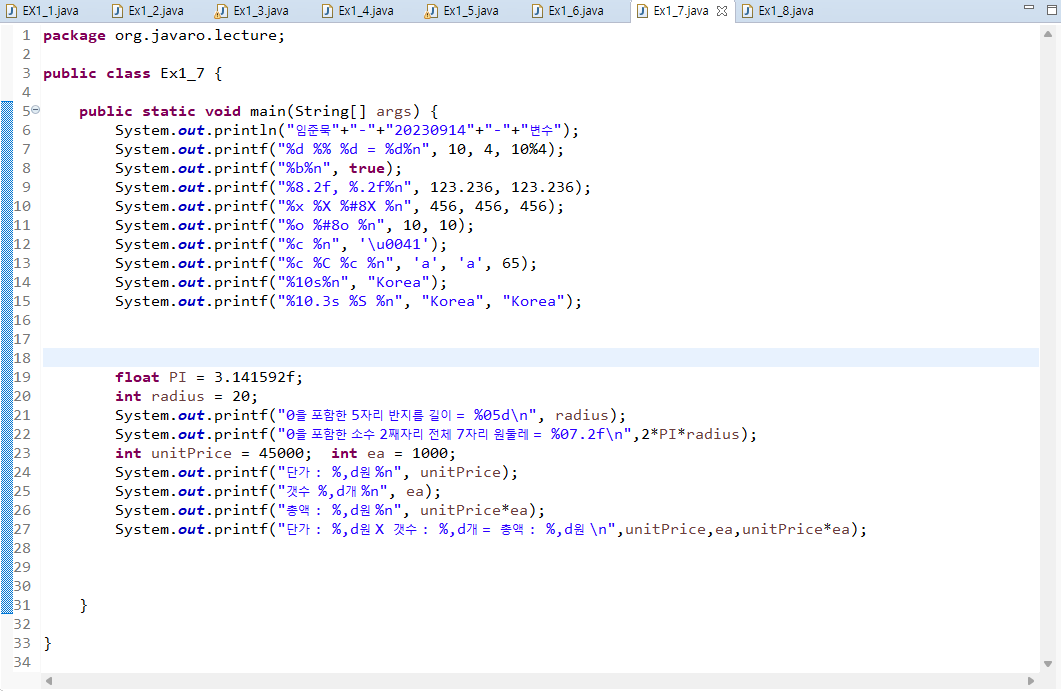 EX1_1.java Ex1_2.java Ex1_3.java Ex1_4.java Ex1_5.java Ex1_6.java Ex1_7.java Ex1_8.java
1 package org.javaro.lecture;
2
3 public class Ex1_7 {
4
5 public static void main(String[] args) {
6 System.out.println("임준묵"+"-"+"20230914"+"-"+"변수");
7 System.out.printf("%d %% %d = %d%n", 10, 4, 10%4);
8 System.out.printf("%b%n", true);
9 System.out.printf("%8.2f, %.2f%n", 123.236, 123.236);
10 System.out.printf("%x %X %#8X %n", 456, 456, 456);
11 System.out.printf("%o %#8o %n", 10, 10);
12 System.out.printf("%c %n", '\u0041');
13 System.out.printf("%c %C %c %n", 'a', 'a', 65);
14 System.out.printf("%10s%n", "Korea");
15 System.out.printf("%10.3s %S %n", "Korea", "Korea");
16
17
18
19 float PI = 3.141592f;
20 int radius = 20;
21 System.out.printf("0을 포함한 5자리 반지름 길이 = %05d\n", radius);
22 System.out.printf("0을 포함한 소수 2째자리 전체 7자리 원둘레 = %07.2f\n",2*PI*radius);
23 int unitPrice = 45000; int ea = 1000;
24 System.out.printf("단가 : %,d원 %n", unitPrice);
25 System.out.printf("갯수 %,d개 %n", ea);
26 System.out.printf("총액 : %,d원 %n", unitPrice*ea);
27 System.out.printf("단가 : %,d원 X 갯수 : %,d개 = 총액 : %,d원 \n",unitPrice,ea,unitPrice*ea);
28
29
30
31 }
32
33 }
34